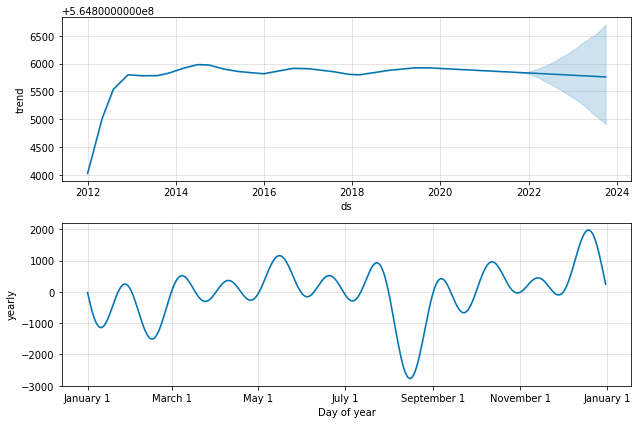 +5.6480000000e8
6500
6000
5500
5000
4500
4000
trend
2012 2014 2016 2018 2020 2022 2024
ds
2000
1000
0
−1000
−2000
−3000
yearly
January 1 March 1 May 1 July 1 September 1 November 1 January 1
Day of year